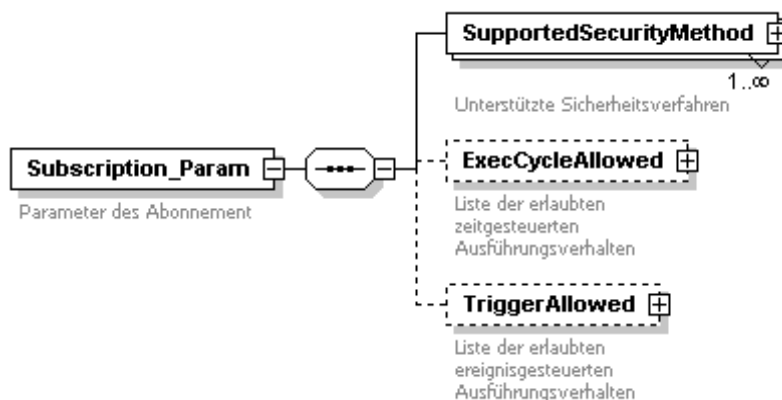 SupportedSecurityMethod
1..∞
Unterstützte Sicherheitsverfahren
Subscription_Param
Parameter des Abonnement
ExecCycleAllowed
Liste der erlaubten
zeitgesteuerten
Ausführungsverhalten
TriggerAllowed
Liste der erlaubten
ereignisgesteuerten
Ausführungsverhalten